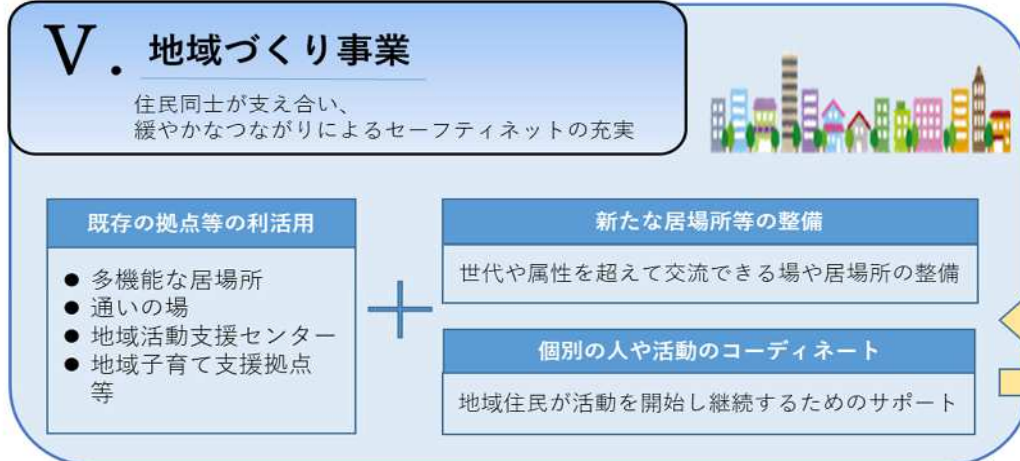 Ⅴ．地域づくり事業
住民同士が支え合い、
緩やかなつながりによるセーフティネットの充実
既存の拠点等の利活用
● 多機能な居場所
● 通いの場
● 地域活動支援センター
● 地域子育て支援拠点
等
新たな居場所等の整備
世代や属性を超えて交流できる場や居場所の整備
個別の人や活動のコーディネート
地域住民が活動を開始し継続するためのサポート